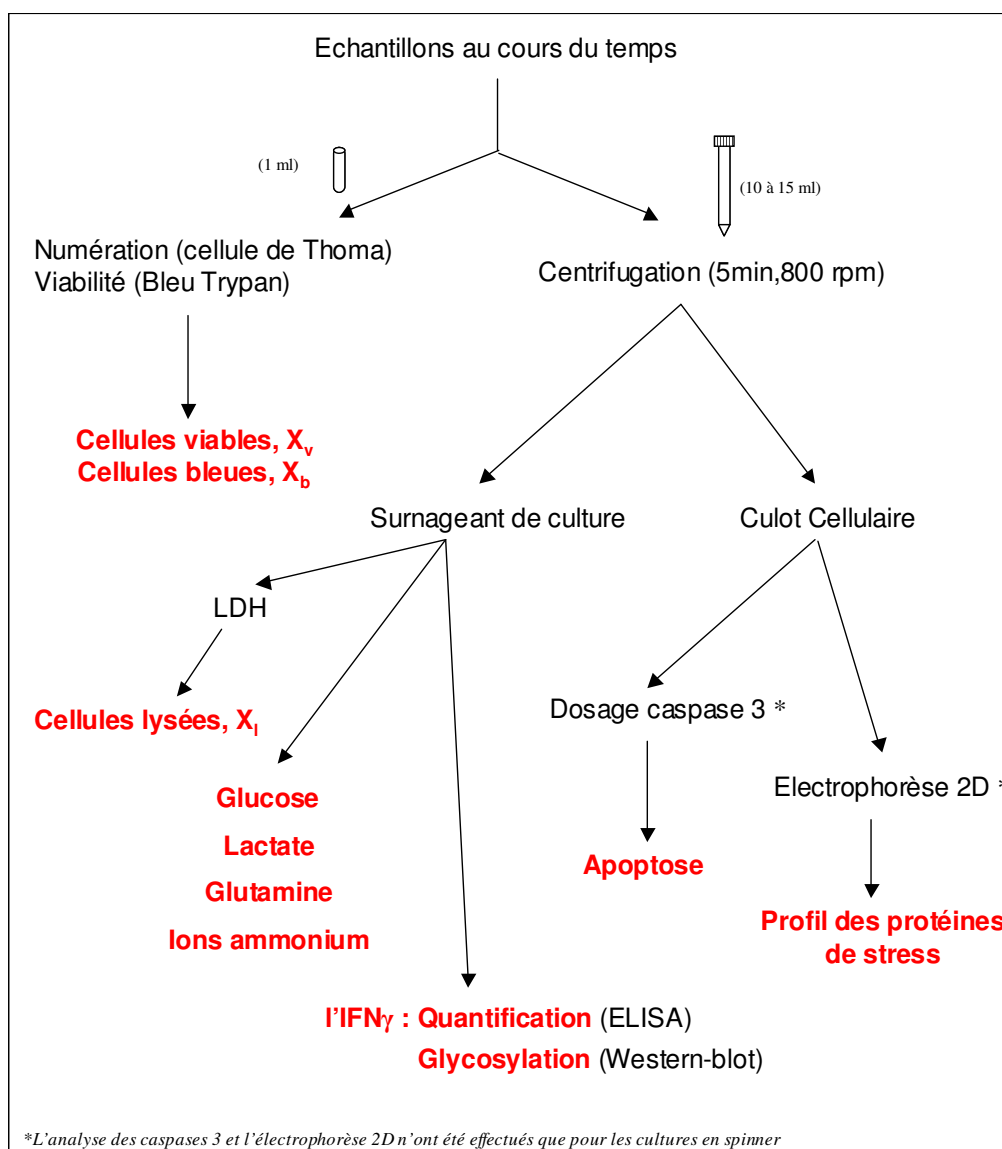 Echantillons au cours du temps
(1 ml)
(10 à 15 ml)
Numération (cellule de Thoma)
Viabilité (Bleu Trypan)
Centrifugation (5min,800 rpm)
Cellules viables, Xv
Cellules bleues, Xb
Surnageant de culture
Culot Cellulaire
LDH
Cellules lysées, Xl
Dosage caspase 3 *
Electrophorèse 2D *
Glucose
Lactate
Glutamine
Ions ammonium
Apoptose
Profil des protéines
de stress
l'IFNγ : Quantification (ELISA)
Glycosylation (Western-blot)
*L'analyse des caspases 3 et l'électrophorèse 2D n'ont été effectués que pour les cultures en spinner